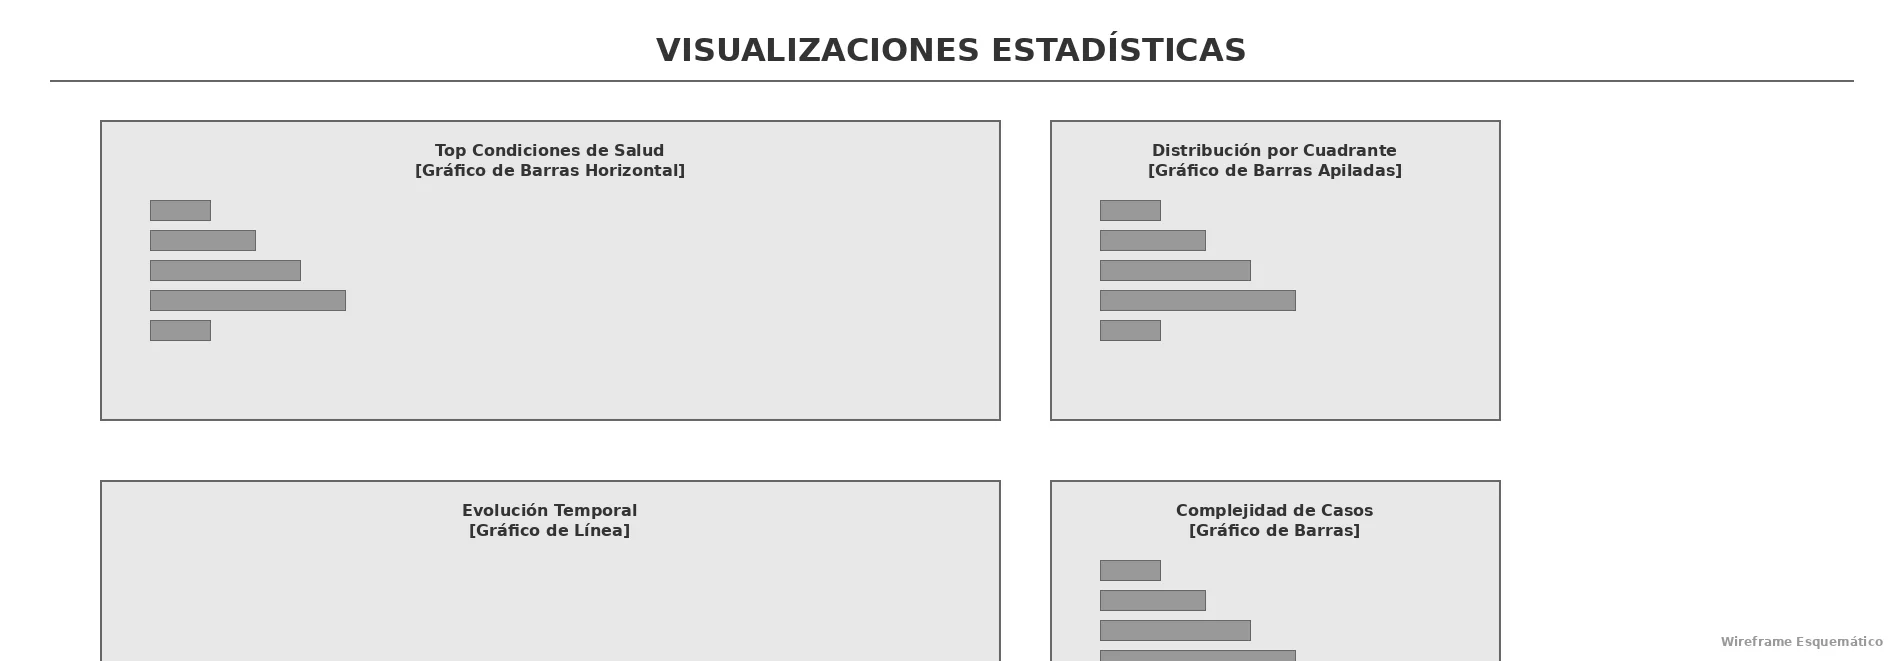 VISUALIZACIONES ESTADÍSTICAS
Top Condiciones de Salud
[Gráfico de Barras Horizontal]
Distribución por Cuadrante
[Gráfico de Barras Apiladas]
Evolución Temporal
[Gráfico de Línea]
Complejidad de Casos
[Gráfico de Barras]
Wireframe Esquemático